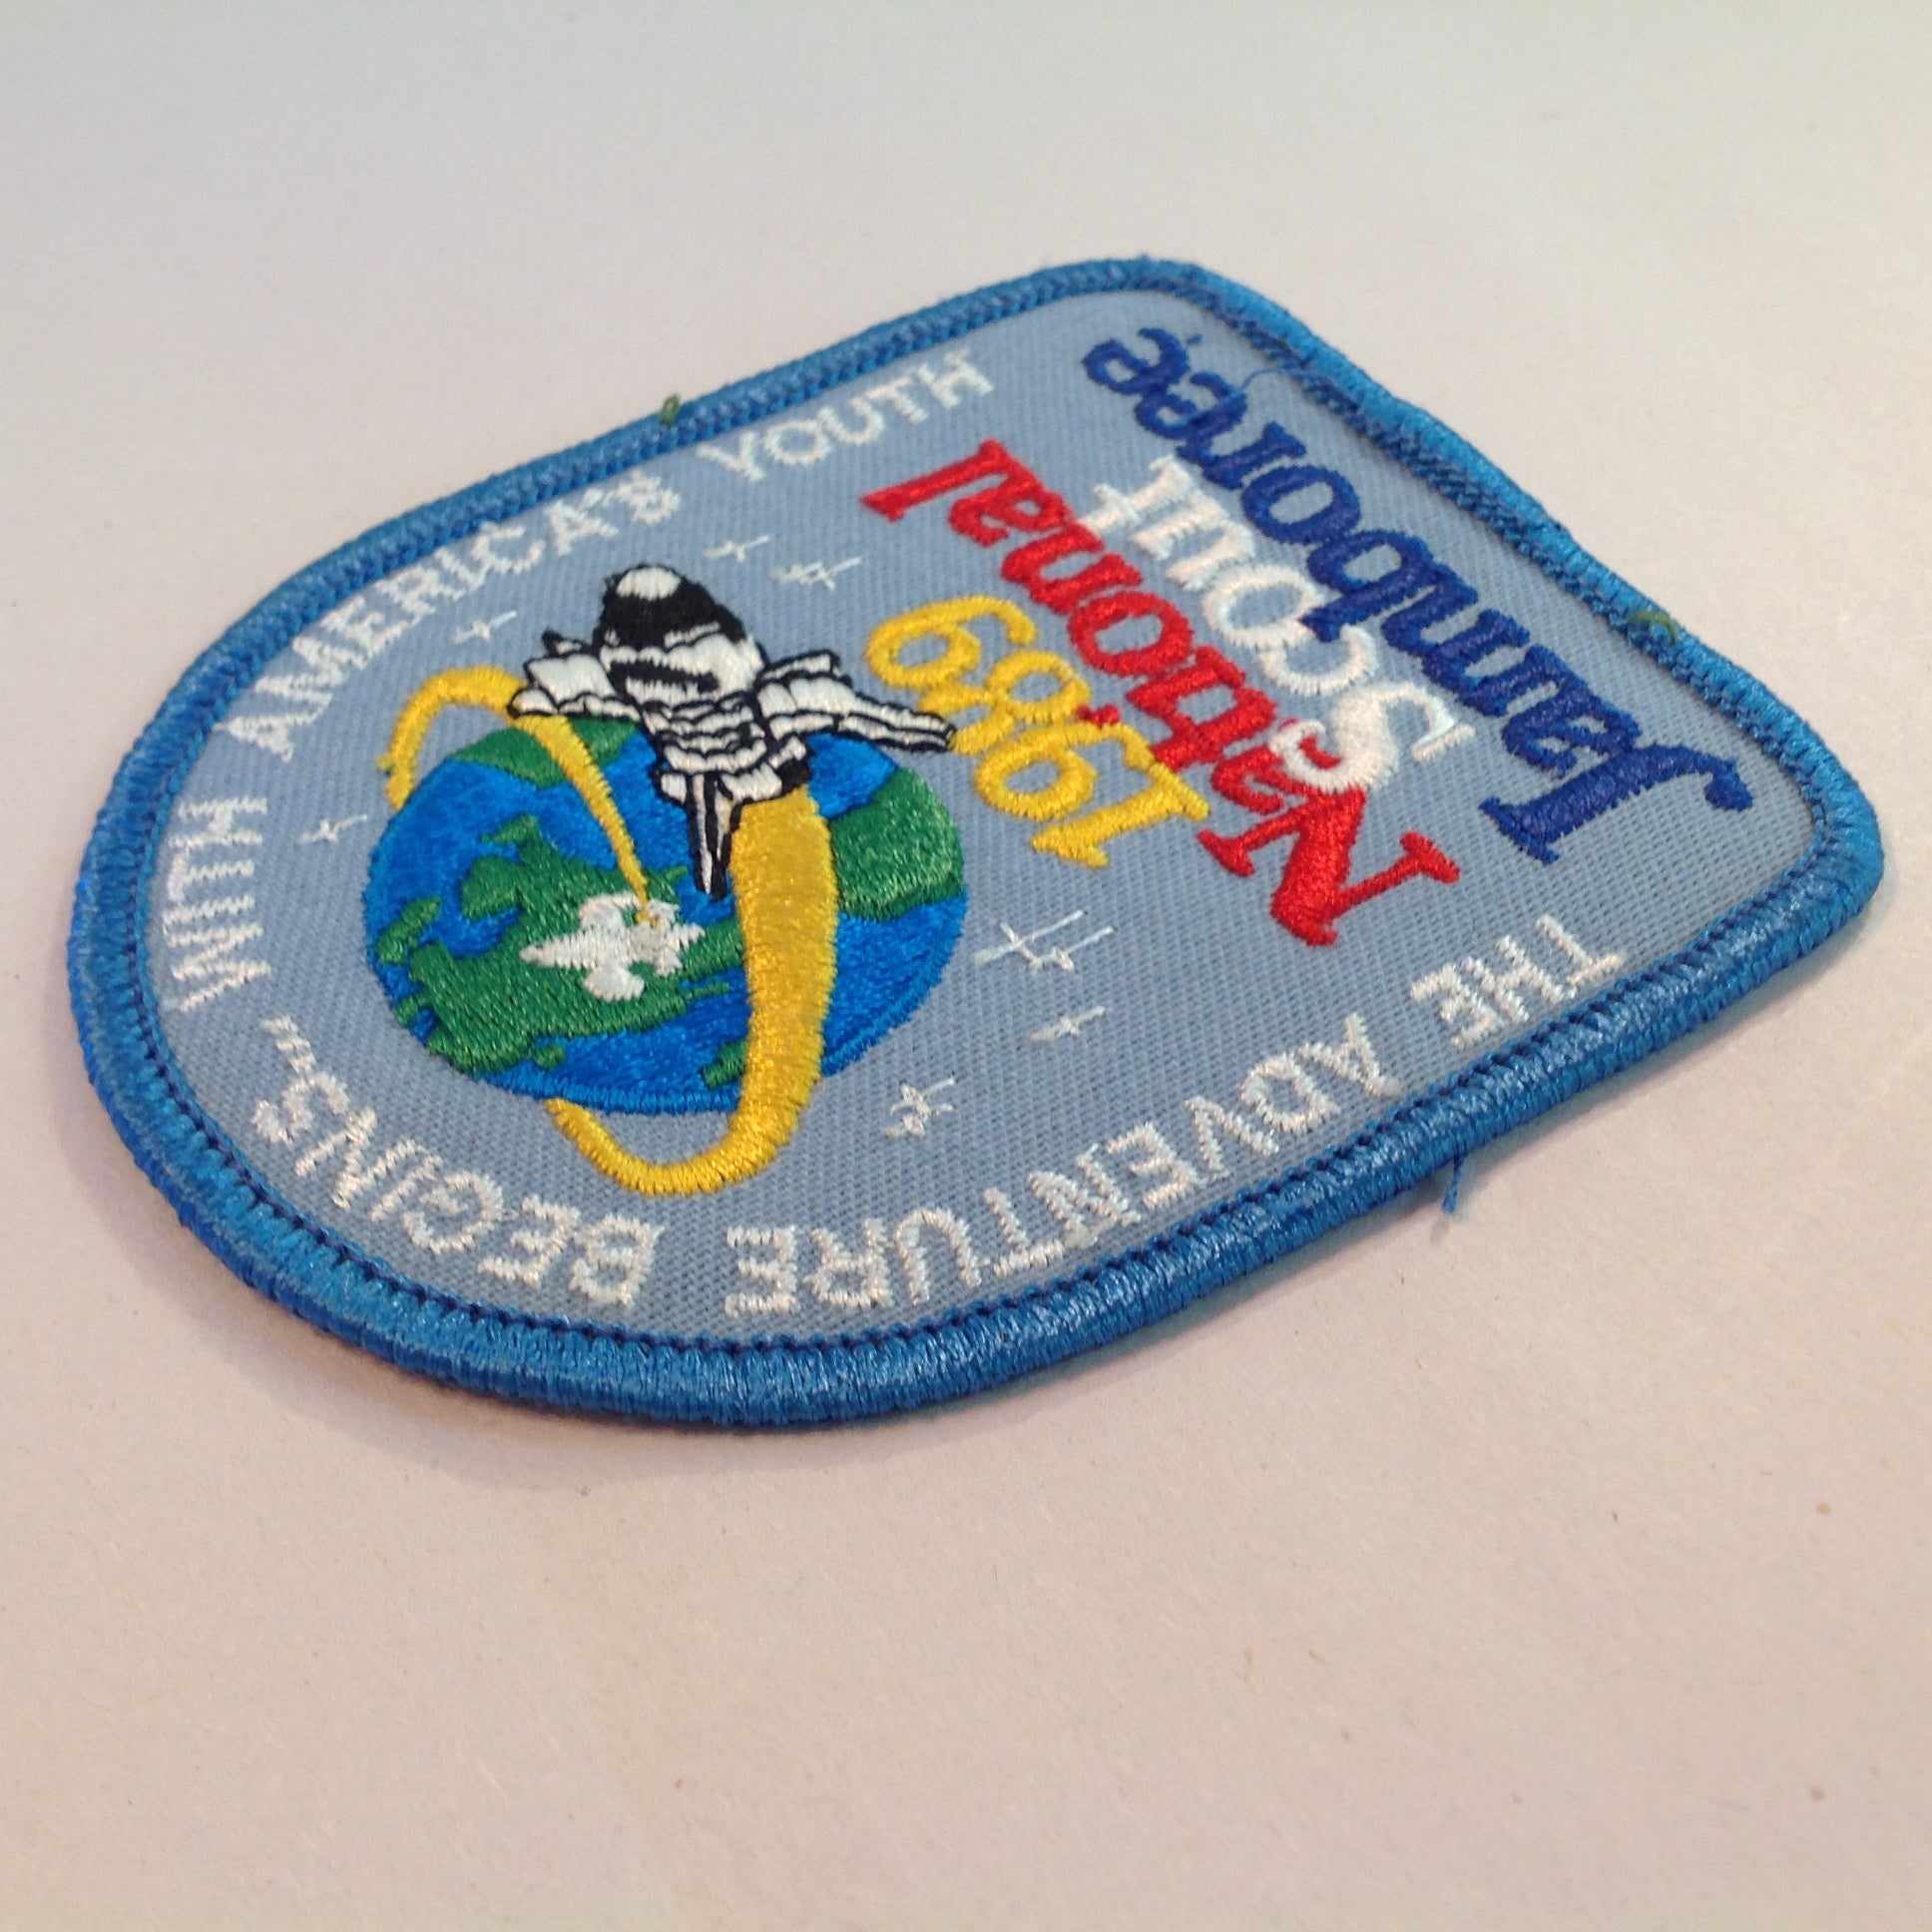 THE ADVENTURE BEGINS... WITH AMERICA'S YOUTH
1989
National
Scout
Jamboree